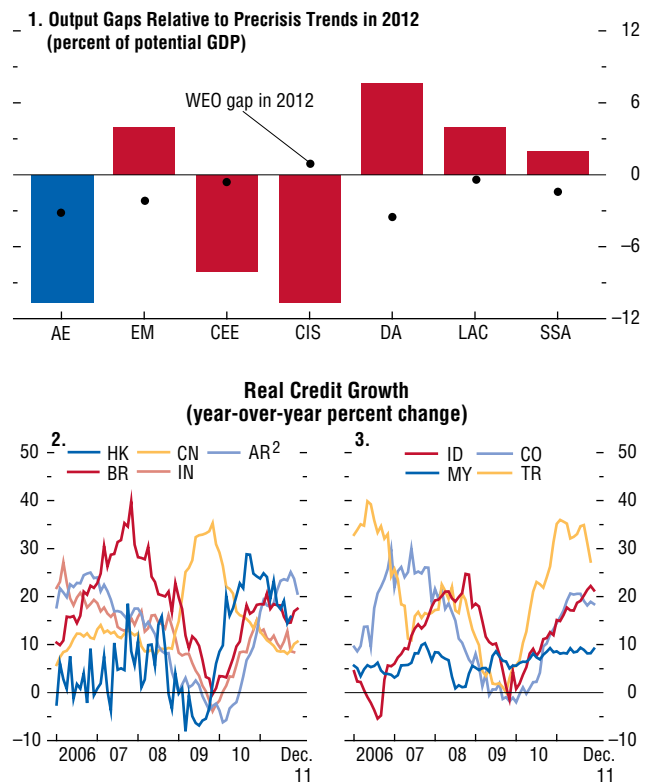 1. Output Gaps Relative to Precrisis Trends in 2012
(percent of potential GDP)
12
WEO gap in 2012
6
0
–6
–12
AE EM CEE CIS DA LAC SSA
Real Credit Growth
(year-over-year percent change)
50 2. HK CN AR² 3. ID CO 50
BR IN MY TR
40 40
30 30
20 20
10 10
0 0
–10 –10
2006 07 08 09 10 Dec. 2006 07 08 09 10 Dec.
11 11